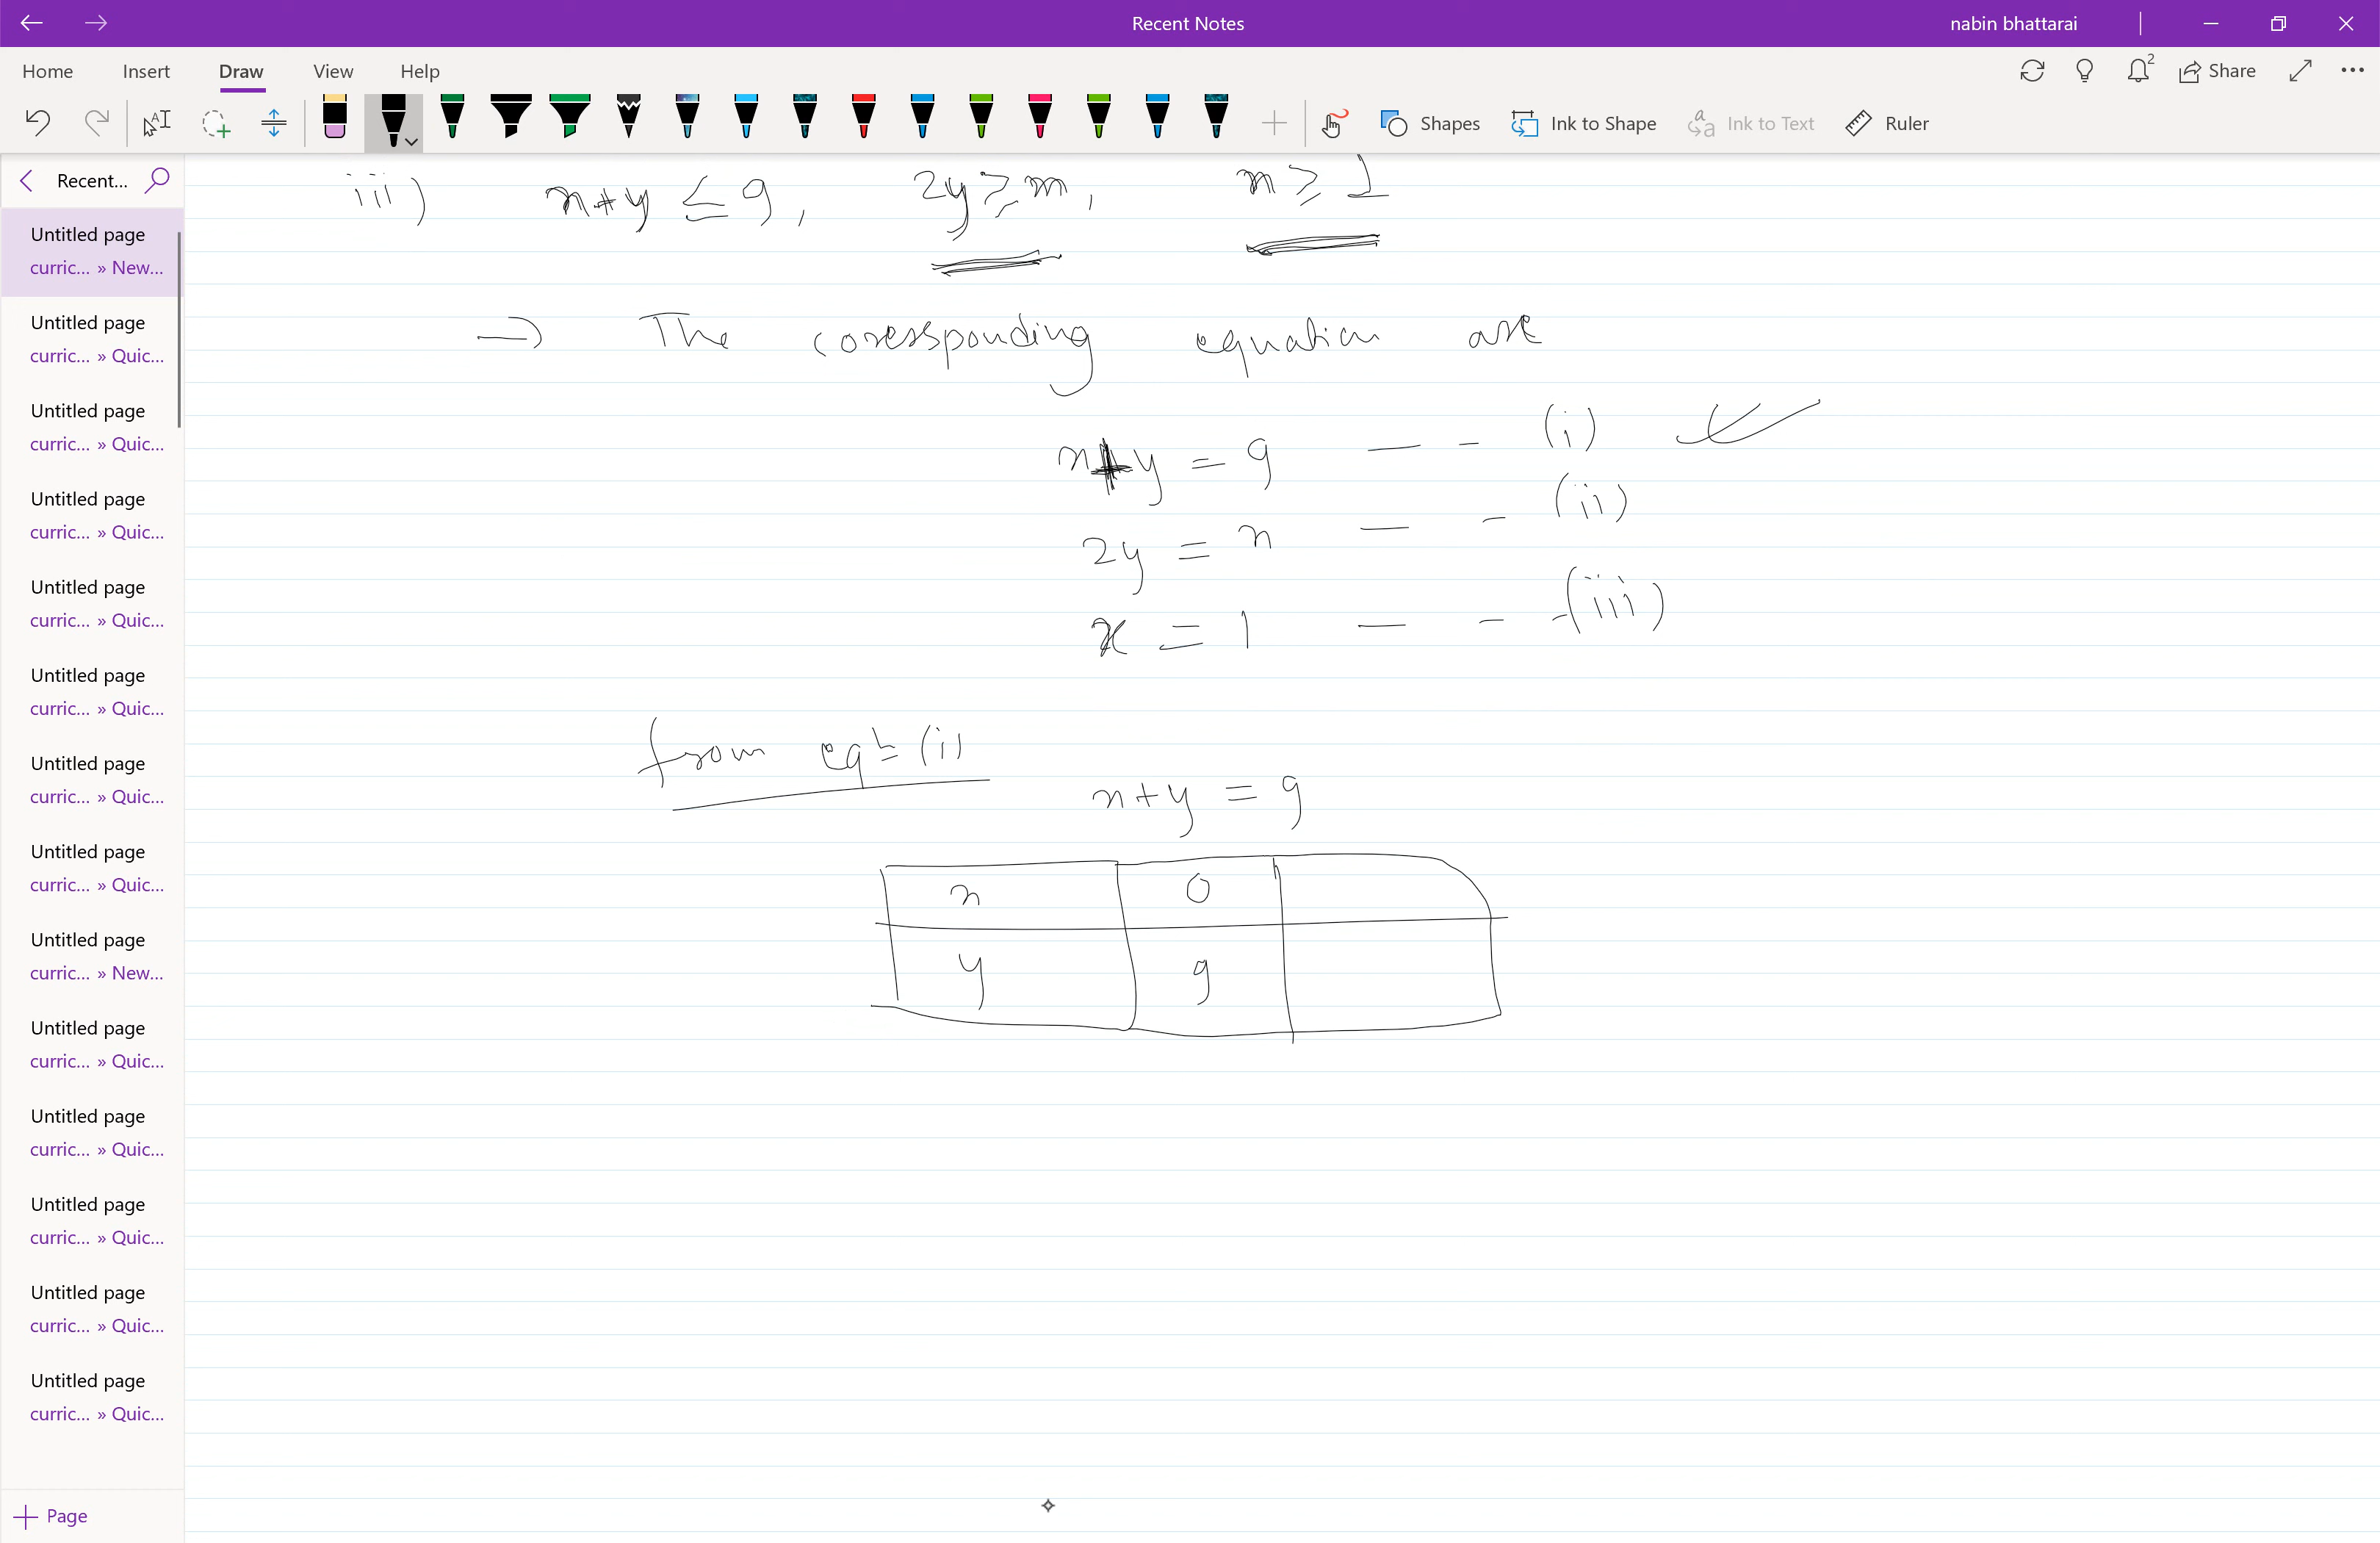 Recent Notes
nabin bhattarai
Home Insert Draw View Help
2 Share
Shapes Ink to Shape Ink to Text Ruler
Recent...
Untitled page
curric... » New...
Untitled page
curric... » Quic...
Untitled page
curric... » Quic...
Untitled page
curric... » Quic...
Untitled page
curric... » Quic...
Untitled page
curric... » Quic...
Untitled page
curric... » Quic...
Untitled page
curric... » Quic...
Untitled page
curric... » New...
Untitled page
curric... » Quic...
Untitled page
curric... » Quic...
Untitled page
curric... » Quic...
Untitled page
curric... » Quic...
Untitled page
curric... » Quic...
Page
iii) x+y ≤ 9, 2y ≥ x, x ≥ 1
→ The coresponding equation are
x+y = 9 — - (i)
2y = x — - (ii)
x = 1 — - (iii)
from eqn (i)
x+y = 9
x 0
y 9